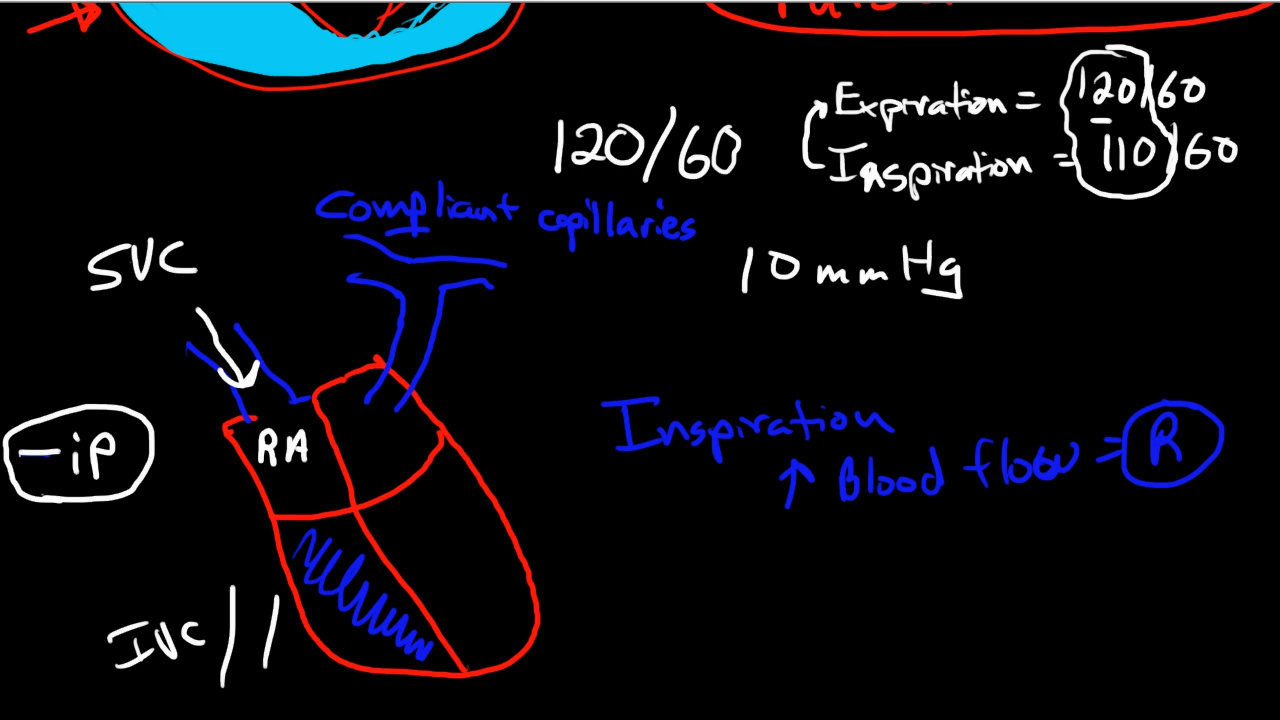 Expiration = 120/60
120/60
Inspiration = 110/60
Compliant capillaries
SVC
10 mmHg
Inspiration
RA
-iP
↑ Blood flow = R
IVC